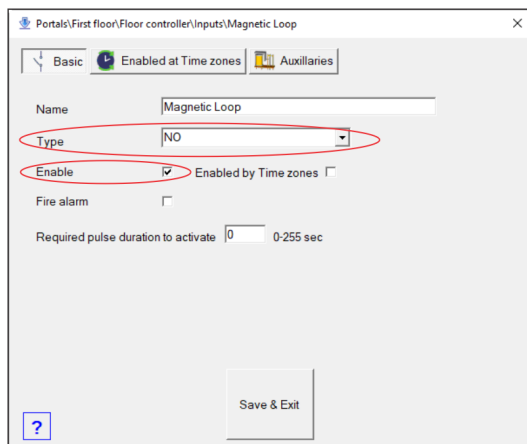 Portals\First floor\Floor controller\Inputs\Magnetic Loop
Basic Enabled at Time zones Auxillaries
Name Magnetic Loop
Type NO
Enable Enabled by Time zones
Fire alarm
Required pulse duration to activate 0 0-255 sec
Save & Exit
?